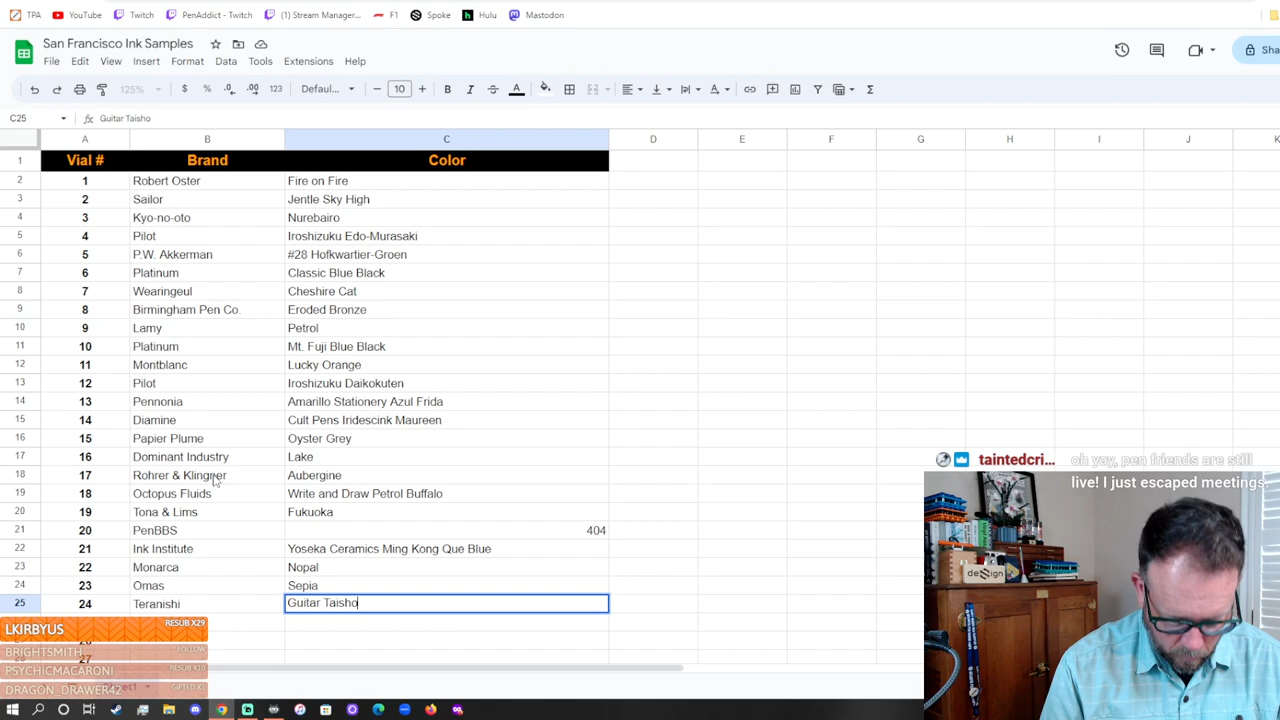 TPA YouTube Twitch PenAddict - Twitch (1) Stream Manager... F1 Spoke Hulu Mastodon
San Francisco Ink Samples
File Edit View Insert Format Data Tools Extensions Help
Sha
125% $ % .0 .00 123 Defaul... 10 B I A
C25 fx Guitar Taisho
A B C D E F G H I J K
1 Vial # Brand Color
2 1 Robert Oster Fire on Fire
3 2 Sailor Jentle Sky High
4 3 Kyo-no-oto Nurebairo
5 4 Pilot Iroshizuku Edo-Murasaki
6 5 P.W. Akkerman #28 Hofkwartier-Groen
7 6 Platinum Classic Blue Black
8 7 Wearingeul Cheshire Cat
9 8 Birmingham Pen Co. Eroded Bronze
10 9 Lamy Petrol
11 10 Platinum Mt. Fuji Blue Black
12 11 Montblanc Lucky Orange
13 12 Pilot Iroshizuku Daikokuten
14 13 Pennonia Amarillo Stationery Azul Frida
15 14 Diamine Cult Pens Iridescink Maureen
16 15 Papier Plume Oyster Grey
17 16 Dominant Industry Lake
18 17 Rohrer & Klingner Aubergine
19 18 Octopus Fluids Write and Draw Petrol Buffalo
20 19 Tona & Lims Fukuoka
21 20 PenBBS 404
22 21 Ink Institute Yoseka Ceramics Ming Kong Que Blue
23 22 Monarca Nopal
24 23 Omas Sepia
25 24 Teranishi Guitar Taisho
taintedcri... oh yay, pen friends are still
live! I just escaped meetings.
deSign
LKIRBYUS RESUB X29
BRIGHTSMITH FOLLOW
PSYCHICMACARONI RESUB X10
DRAGON_DRAWER42 GIFTED X1
27
Sheet1